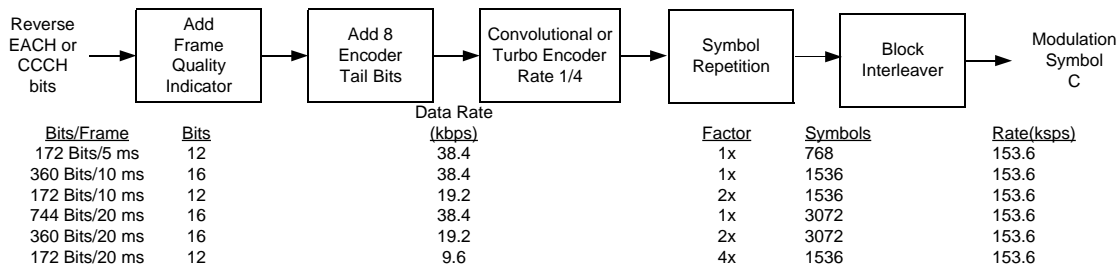 Reverse
EACH or
CCCH
bits
Add
Frame
Quality
Indicator
Add 8
Encoder
Tail Bits
Convolutional or
Turbo Encoder
Rate 1/4
Symbol
Repetition
Block
Interleaver
Modulation
Symbol
C
Data Rate
Bits/Frame Bits (kbps) Factor Symbols Rate(ksps)
172 Bits/5 ms 12 38.4 1x 768 153.6
360 Bits/10 ms 16 38.4 1x 1536 153.6
172 Bits/10 ms 12 19.2 2x 1536 153.6
744 Bits/20 ms 16 38.4 1x 3072 153.6
360 Bits/20 ms 16 19.2 2x 3072 153.6
172 Bits/20 ms 12 9.6 4x 1536 153.6